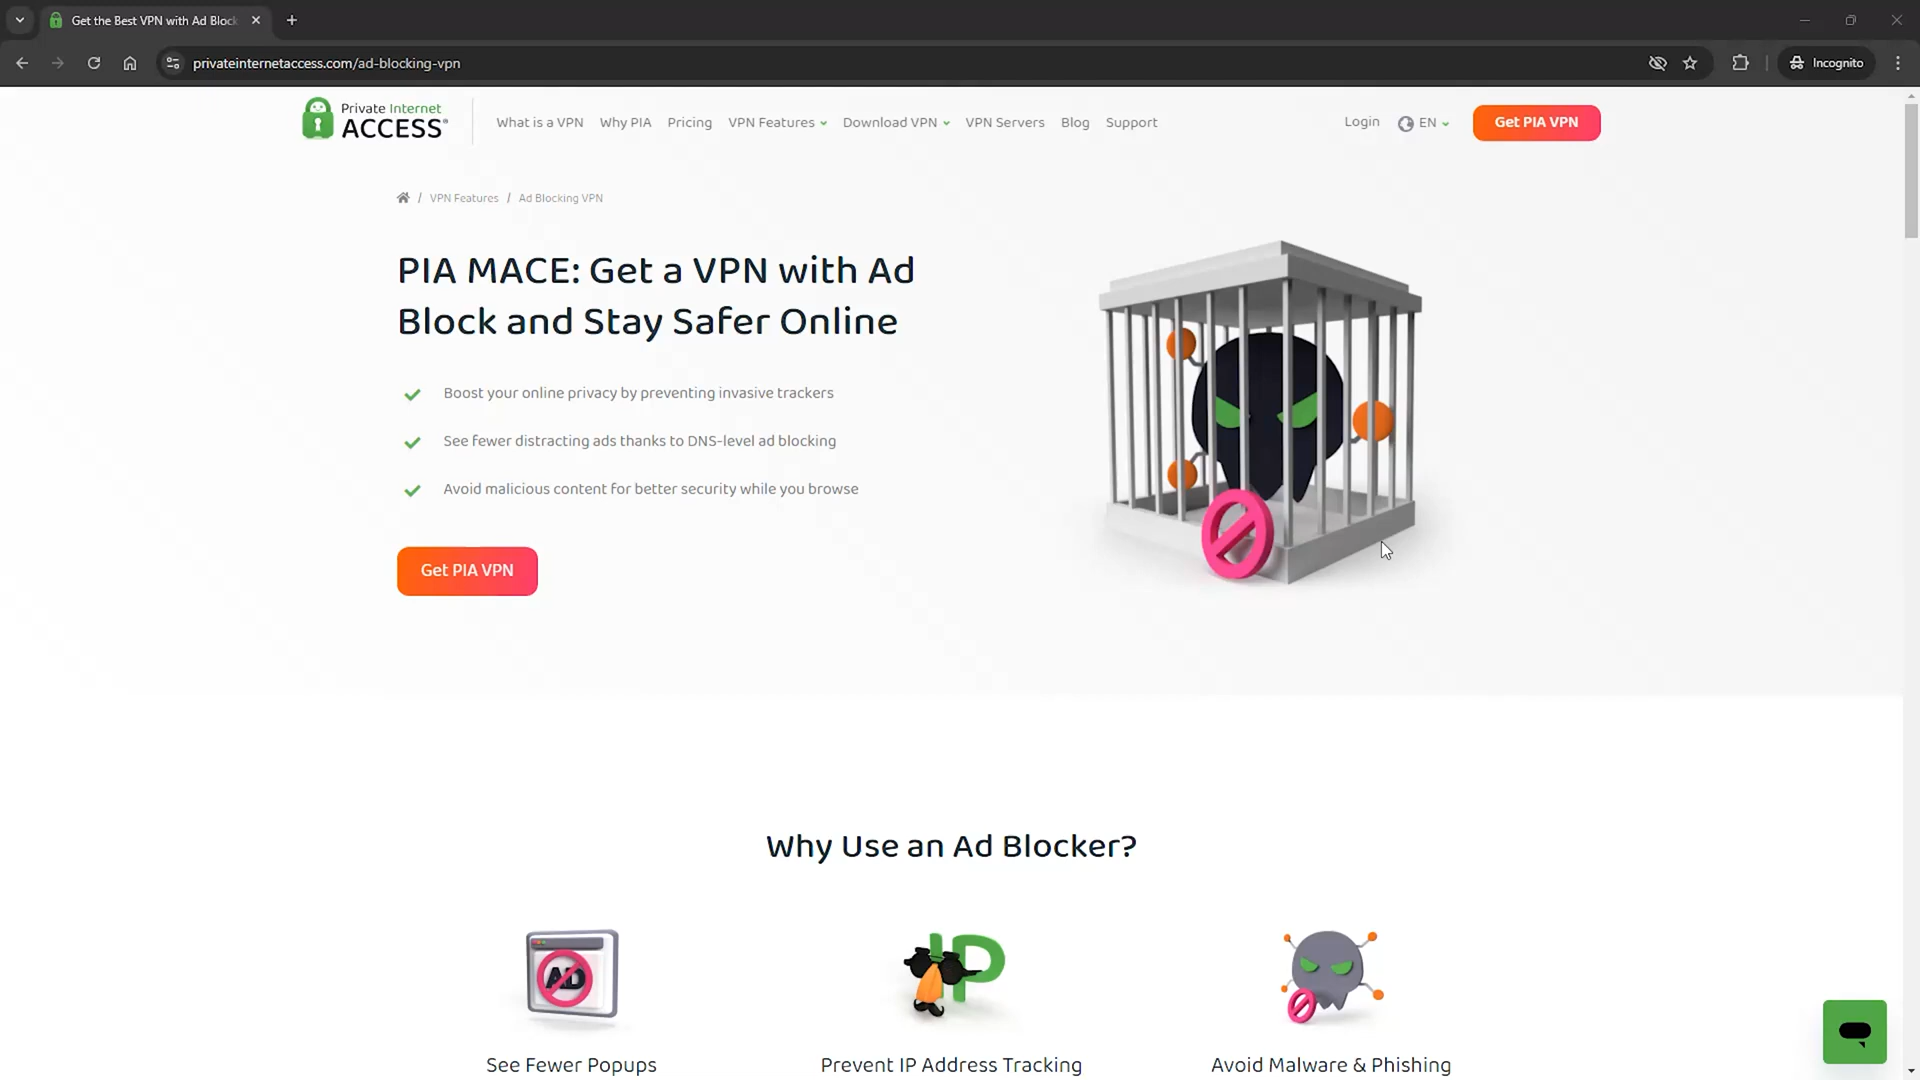 Get the Best VPN with Ad Block
privateinternetaccess.com/ad-blocking-vpn
Incognito
Private Internet
ACCESS®
What is a VPN
Why PIA
Pricing
VPN Features
Download VPN
VPN Servers
Blog
Support
Login
EN
Get PIA VPN
/ VPN Features / Ad Blocking VPN
PIA MACE: Get a VPN with Ad
Block and Stay Safer Online
Boost your online privacy by preventing invasive trackers
See fewer distracting ads thanks to DNS-level ad blocking
Avoid malicious content for better security while you browse
Get PIA VPN
Why Use an Ad Blocker?
AD
IP
See Fewer Popups
Prevent IP Address Tracking
Avoid Malware & Phishing